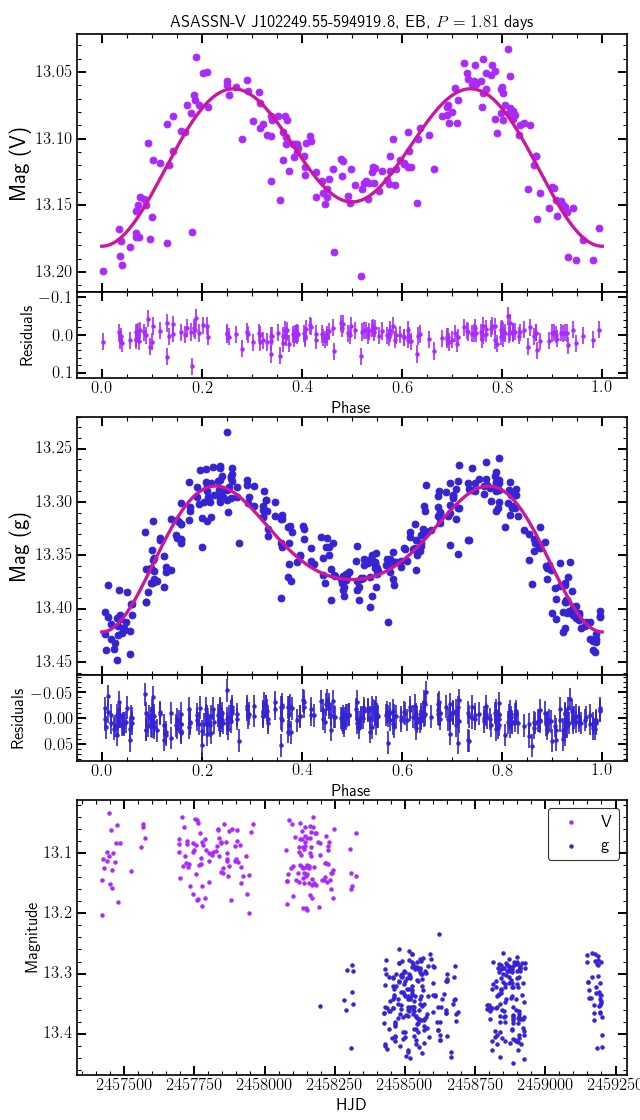 ASASSN-V J102249.55-594919.8, EB, P = 1.81 days
13.05
13.10
13.15
13.20
Mag (V)
−0.1
0.0
0.1
Residuals
0.0 0.2 0.4 0.6 0.8 1.0
Phase
13.25
13.30
13.35
13.40
13.45
Mag (g)
−0.05
0.00
0.05
Residuals
0.0 0.2 0.4 0.6 0.8 1.0
Phase
V
g
13.1
13.2
13.3
13.4
Magnitude
2457500 2457750 2458000 2458250 2458500 2458750 2459000 245925
HJD